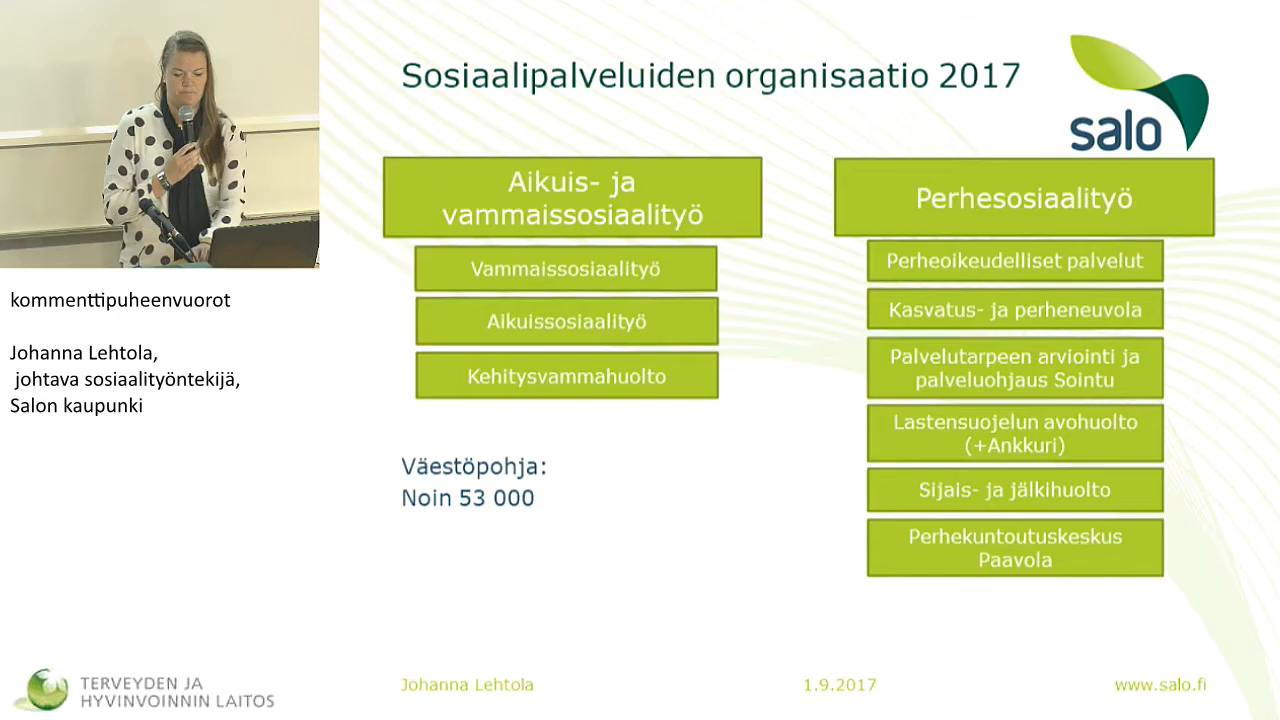 Sosiaalipalveluiden organisaatio 2017
salo
Aikuis- ja
vammaissosiaalityö
Vammaissosiaalityö
Aikuissosiaalityö
Kehitysvammahuolto
Väestöpohja:
Noin 53 000
Perhesosiaalityö
Perheoikeudelliset palvelut
Kasvatus- ja perheneuvola
Palvelutarpeen arviointi ja
palveluohjaus Sointu
Lastensuojelun avohuolto
(+Ankkuri)
Sijais- ja jälkihuolto
Perhekuntoutuskeskus
Paavola
kommenttipuheenvuorot
Johanna Lehtola,
johtava sosiaalityöntekijä,
Salon kaupunki
TERVEYDEN JA
HYVINVOINNIN LAITOS
Johanna Lehtola
1.9.2017
www.salo.fi